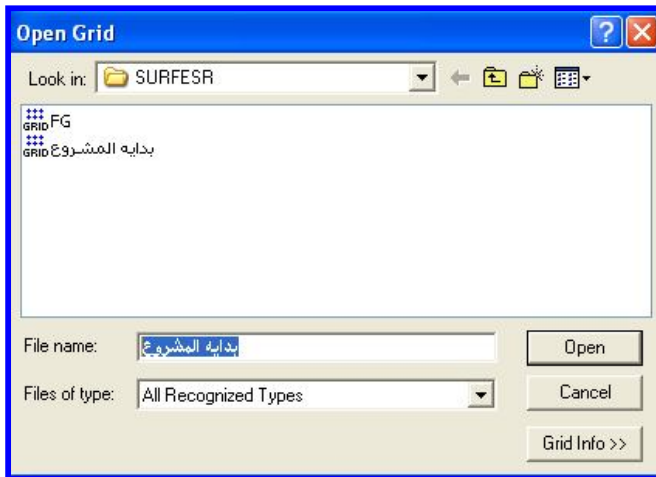 Open Grid
Look in: SURFESR
GRID FG
GRID بدايه المشروع
File name: بدايه المشروع Open
Files of type: All Recognized Types Cancel
Grid Info >>